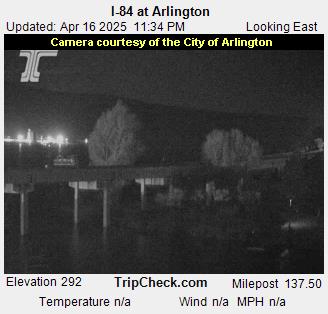 I-84 at Arlington
Updated: Apr 16 2025 11:34 PM Looking East
Camera courtesy of the City of Arlington
Elevation 292 TripCheck.com Milepost 137.50
Temperature n/a Wind n/a MPH n/a